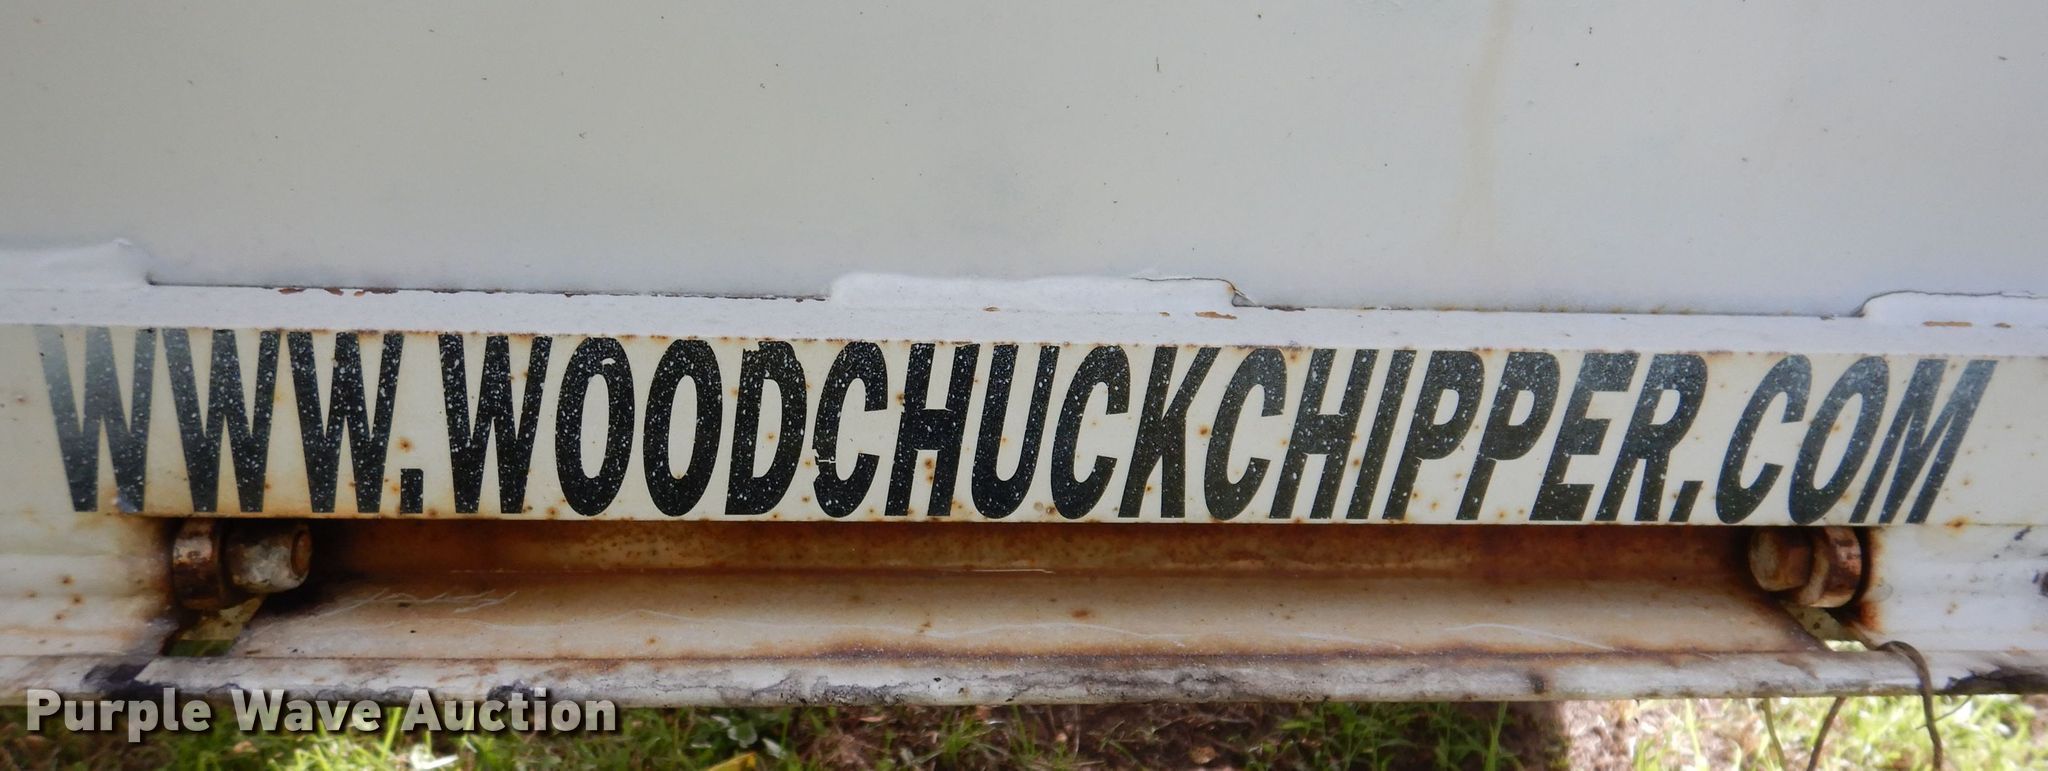 WWW.WOODCHUCKCHIPPER.COM
Purple Wave Auction